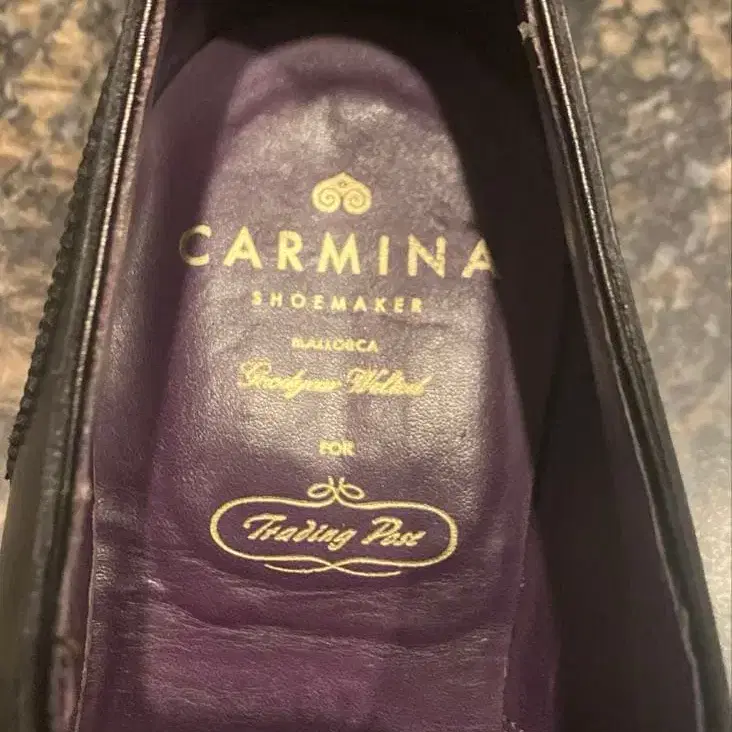 CARMINA
SHOEMAKER
MALLORCA
Goodyear Welted
FOR
Trading Post